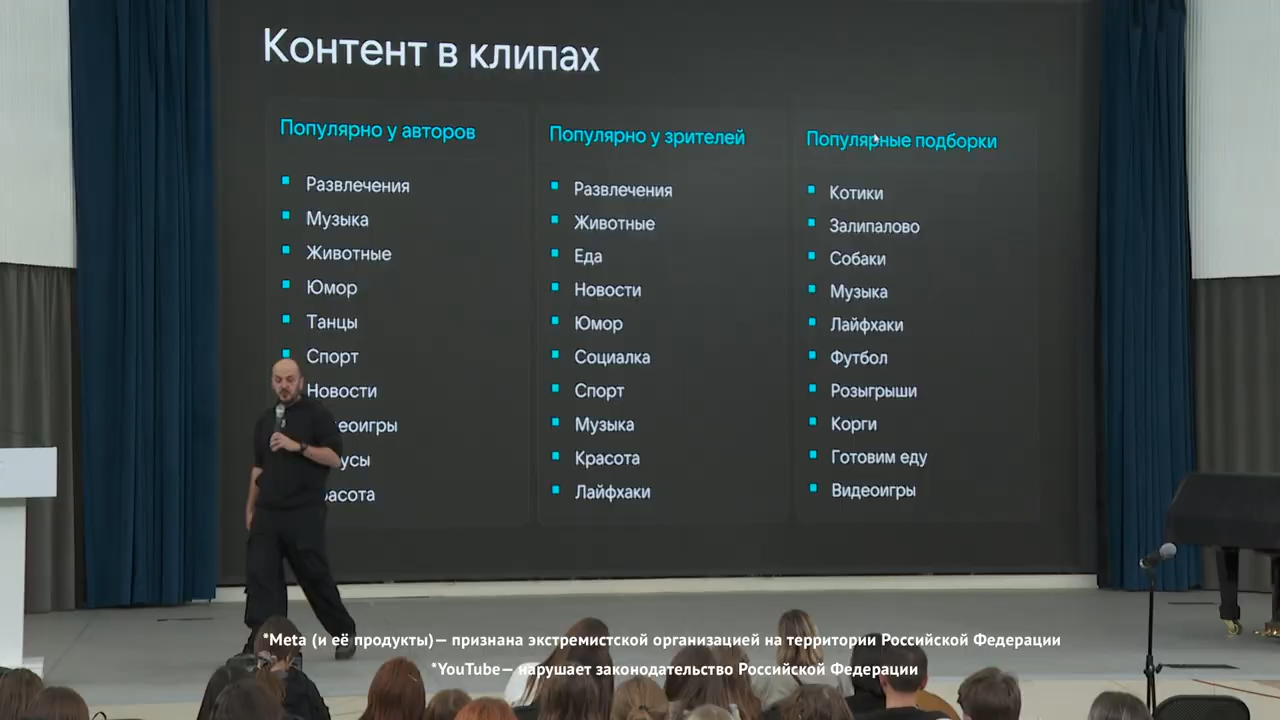 Контент в клипах
Популярно у авторов
Развлечения
Музыка
Животные
Юмор
Танцы
Спорт
Новости
Популярно у зрителей
Развлечения
Животные
Еда
Новости
Юмор
Социалка
Спорт
Музыка
Красота
Лайфхаки
Популярные подборки
Котики
Залипалово
Собаки
Музыка
Лайфхаки
Футбол
Розыгрыши
Корги
Готовим еду
Видеоигры
*Meta (и её продукты)— признана экстремистской организацией на территории Российской Федерации
*YouTube— нарушает законодательство Российской Федерации